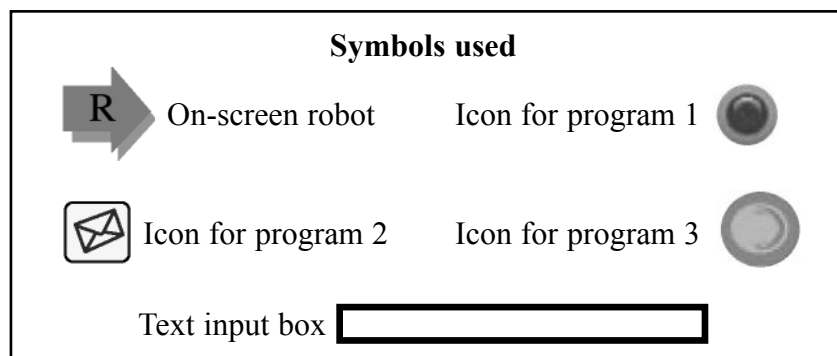 Symbols used
R On-screen robot Icon for program 1
Icon for program 2 Icon for program 3
Text input box